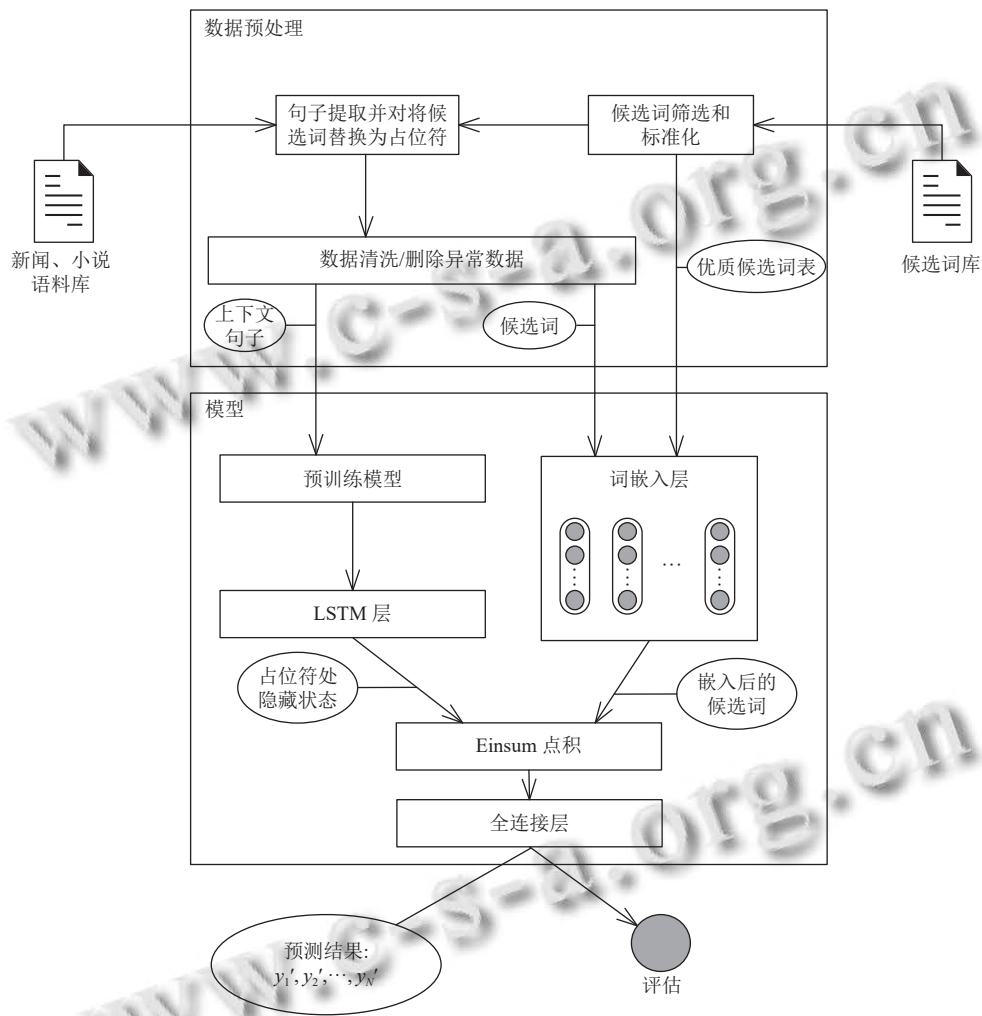 数据预处理
句子提取并对将候
选词替换为占位符
候选词筛选和
标准化
新闻、小说
语料库
候选词库
数据清洗/删除异常数据
优质候选词表
上下文
句子
候选词
模型
预训练模型
词嵌入层
…
LSTM 层
占位符处
隐藏状态
嵌入后的
候选词
Einsum 点积
全连接层
预测结果:
y₁′, y₂′, ⋯, y_N′
评估
www.c-s-a.org.cn
www.c-s-a.org.cn